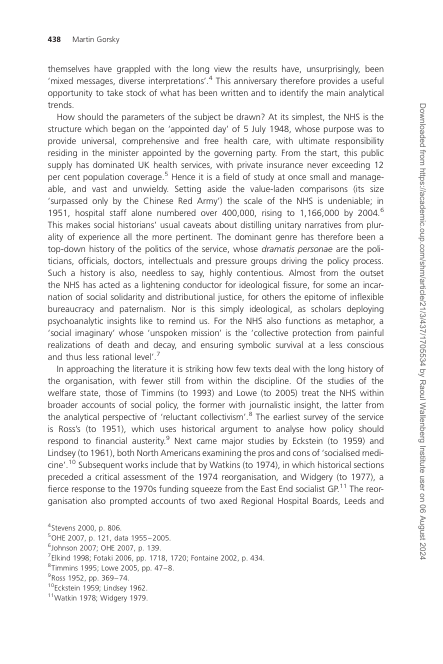 438 Martin Gorsky
themselves have grappled with the long view the results have, unsurprisingly, been
‘mixed messages, diverse interpretations’.4 This anniversary therefore provides a useful
opportunity to take stock of what has been written and to identify the main analytical
trends.
How should the parameters of the subject be drawn? At its simplest, the NHS is the
structure which began on the ‘appointed day’ of 5 July 1948, whose purpose was to
provide universal, comprehensive and free health care, with ultimate responsibility
residing in the minister appointed by the governing party. From the start, this public
supply has dominated UK health services, with private insurance never exceeding 12
per cent population coverage.5 Hence it is a field of study at once small and manage-
able, and vast and unwieldy. Setting aside the value-laden comparisons (its size
‘surpassed only by the Chinese Red Army’) the scale of the NHS is undeniable; in
1951, hospital staff alone numbered over 400,000, rising to 1,166,000 by 2004.6
This makes social historians’ usual caveats about distilling unitary narratives from plur-
ality of experience all the more pertinent. The dominant genre has therefore been a
top-down history of the politics of the service, whose dramatis personae are the poli-
ticians, officials, doctors, intellectuals and pressure groups driving the policy process.
Such a history is also, needless to say, highly contentious. Almost from the outset
the NHS has acted as a lightening conductor for ideological fissure, for some an incar-
nation of social solidarity and distributional justice, for others the epitome of inflexible
bureaucracy and paternalism. Nor is this simply ideological, as scholars deploying
psychoanalytic insights like to remind us. For the NHS also functions as metaphor, a
‘social imaginary’ whose ‘unspoken mission’ is the ‘collective protection from painful
realizations of death and decay, and ensuring symbolic survival at a less conscious
and thus less rational level’.7
In approaching the literature it is striking how few texts deal with the long history of
the organisation, with fewer still from within the discipline. Of the studies of the
welfare state, those of Timmins (to 1993) and Lowe (to 2005) treat the NHS within
broader accounts of social policy, the former with journalistic insight, the latter from
the analytical perspective of ‘reluctant collectivism’.8 The earliest survey of the service
is Ross’s (to 1951), which uses historical argument to analyse how policy should
respond to financial austerity.9 Next came major studies by Eckstein (to 1959) and
Lindsey (to 1961), both North Americans examining the pros and cons of ‘socialised medi-
cine’.10 Subsequent works include that by Watkins (to 1974), in which historical sections
preceded a critical assessment of the 1974 reorganisation, and Widgery (to 1977), a
fierce response to the 1970s funding squeeze from the East End socialist GP.11 The reor-
ganisation also prompted accounts of two axed Regional Hospital Boards, Leeds and
4Stevens 2000, p. 806.
5OHE 2007, p. 121, data 1955–2005.
6Johnson 2007; OHE 2007, p. 139.
7Elkind 1998; Fotaki 2006, pp. 1718, 1720; Fontaine 2002, p. 434.
8Timmins 1995; Lowe 2005, pp. 47–8.
9Ross 1952, pp. 369–74.
10Eckstein 1959; Lindsey 1962.
11Watkin 1978; Widgery 1979.
Downloaded from https://academic.oup.com/shm/article/21/3/437/1705534 by Raoul Wallenberg Institute user on 06 August 2024